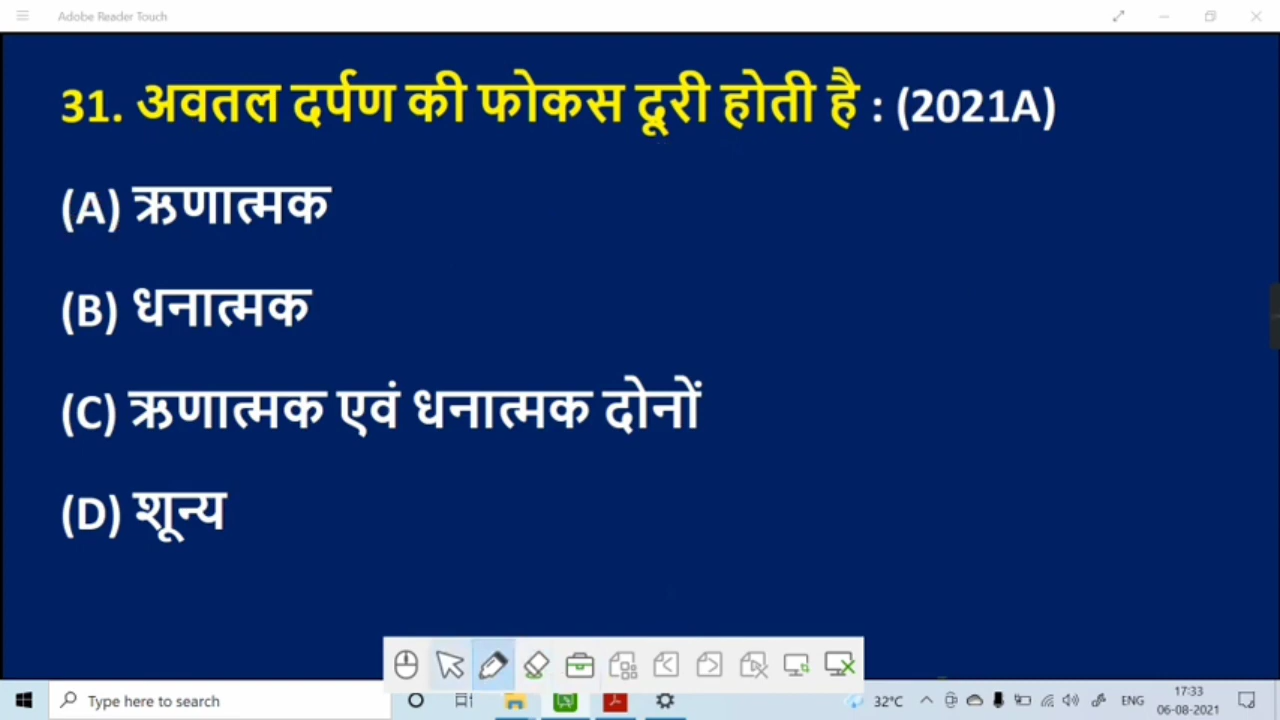 Adobe Reader Touch
31. अवतल दर्पण की फोकस दूरी होती है : (2021A)
(A) ऋणात्मक
(B) धनात्मक
(C) ऋणात्मक एवं धनात्मक दोनों
(D) शून्य
Type here to search
32°C
ENG
17:33
06-08-2021